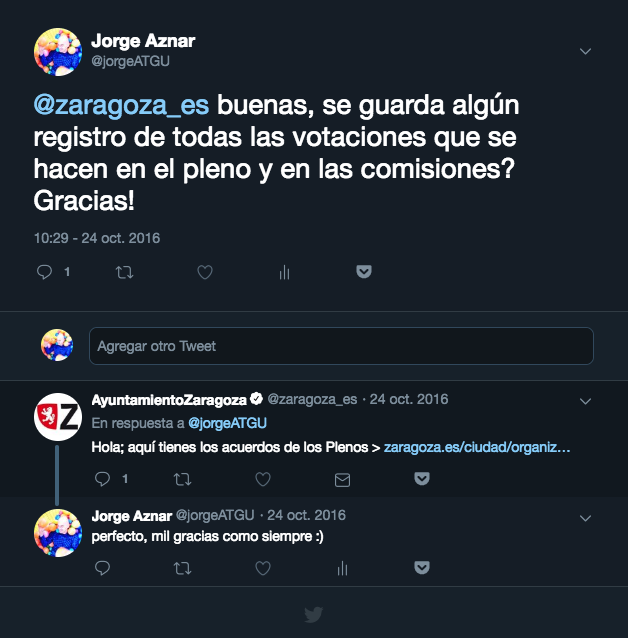 Jorge Aznar
@jorgeATGU
@zaragoza_es buenas, se guarda algún
registro de todas las votaciones que se
hacen en el pleno y en las comisiones?
Gracias!
10:29 - 24 oct. 2016
1
Agregar otro Tweet
Z
AyuntamientoZaragoza @zaragoza_es · 24 oct. 2016
En respuesta a @jorgeATGU
Hola; aquí tienes los acuerdos de los Plenos > zaragoza.es/ciudad/organiz…
1
Jorge Aznar @jorgeATGU · 24 oct. 2016
perfecto, mil gracias como siempre :)